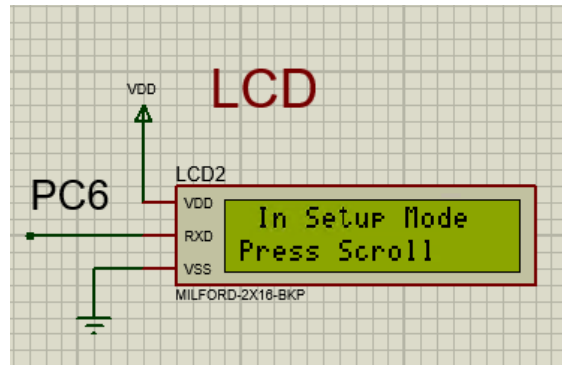 LCD
VDD
LCD2
PC6
VDD
In Setup Mode
RXD
Press Scroll
VSS
MILFORD-2X16-BKP